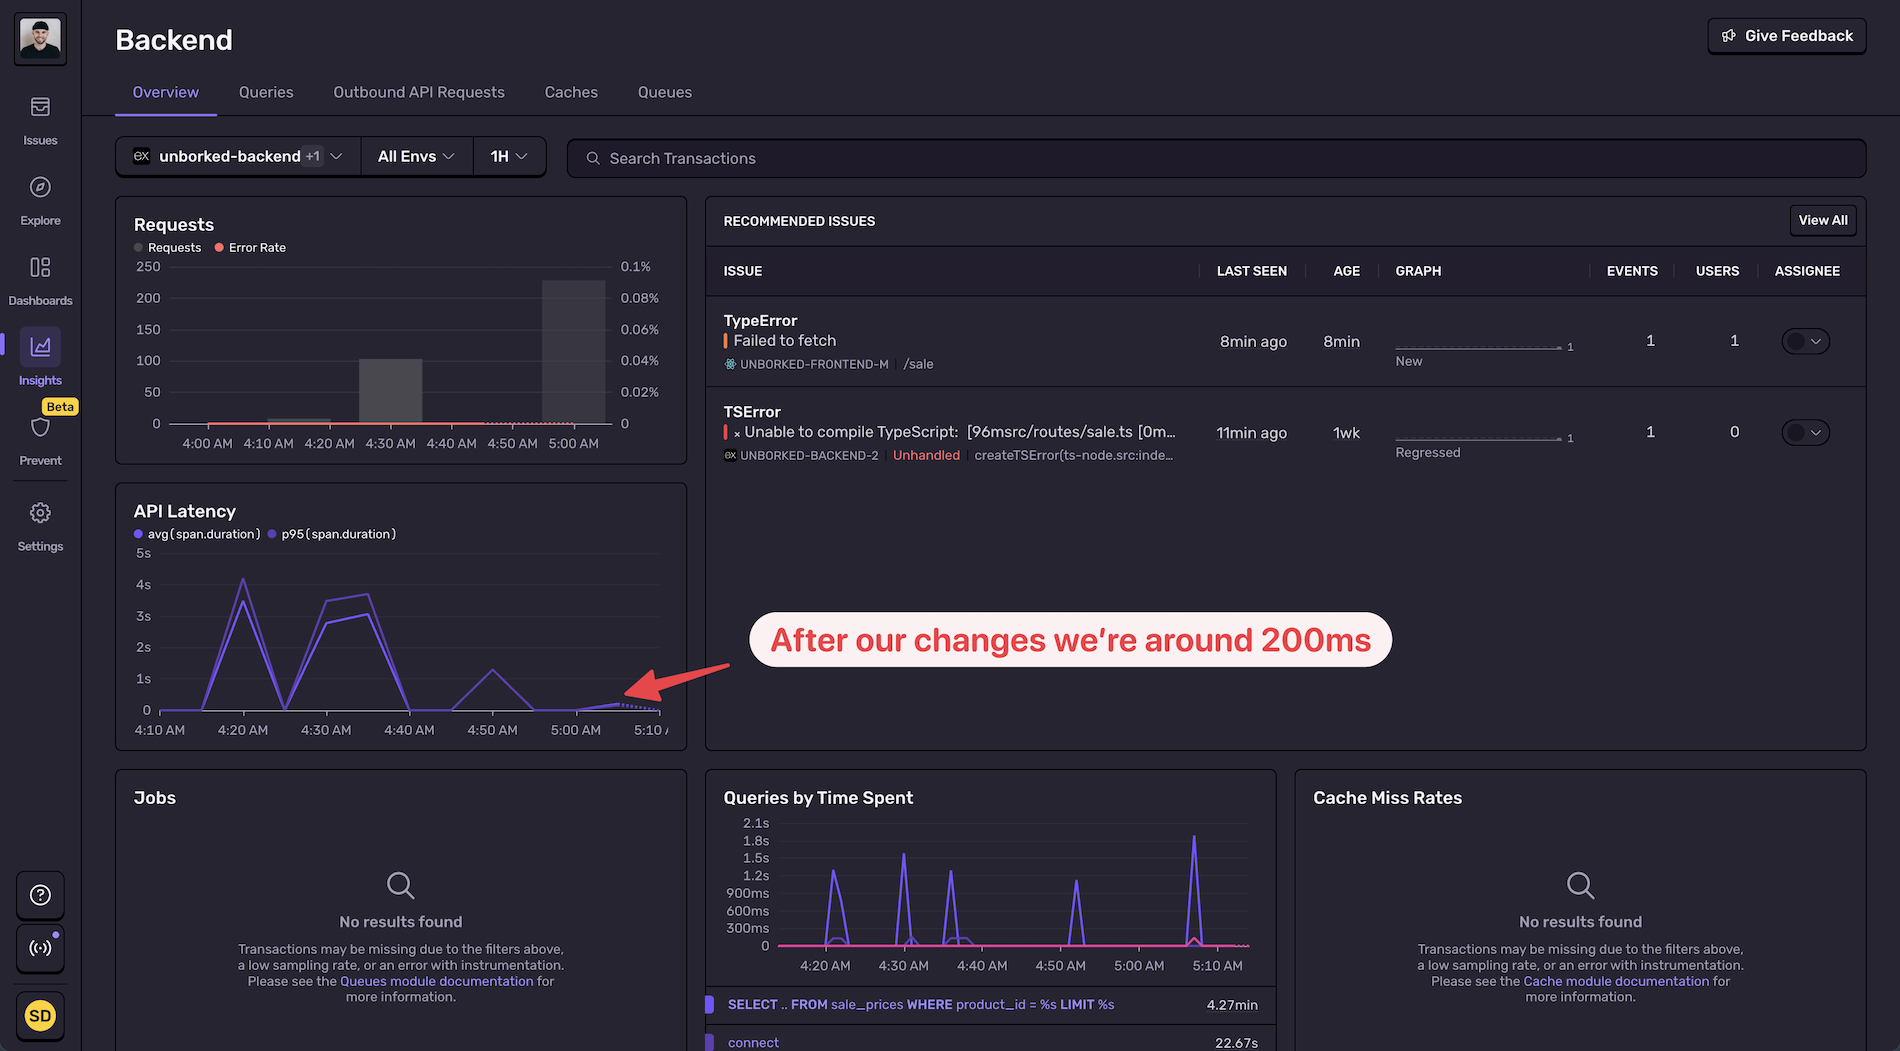 Backend
Give Feedback
Overview
Queries
Outbound API Requests
Caches
Queues
Issues
Explore
Dashboards
Insights
Beta
Prevent
Settings
SD
ex unborked-backend +1
All Envs
1H
Search Transactions
Requests
Requests Error Rate
250 0.1%
200 0.08%
150 0.06%
100 0.04%
50 0.02%
0 0
4:00 AM 4:10 AM 4:20 AM 4:30 AM 4:40 AM 4:50 AM 5:00 AM
RECOMMENDED ISSUES
View All
ISSUE LAST SEEN AGE GRAPH EVENTS USERS ASSIGNEE
TypeError
Failed to fetch
UNBORKED-FRONTEND-M /sale
8min ago 8min 1 1 1
New
TSError
× Unable to compile TypeScript: [96msrc/routes/sale.ts [0m...
ex UNBORKED-BACKEND-2 Unhandled createTSError(ts-node.src:inde...
11min ago 1wk 1 1 0
Regressed
API Latency
avg(span.duration) p95(span.duration)
5s
4s
3s
2s
1s
0
4:10 AM 4:20 AM 4:30 AM 4:40 AM 4:50 AM 5:00 AM 5:10
After our changes we're around 200ms
Jobs
No results found
Transactions may be missing due to the filters above,
a low sampling rate, or an error with instrumentation.
Please see the Queues module documentation for
more information.
Queries by Time Spent
2.1s
1.8s
1.5s
1.2s
900ms
600ms
300ms
0
4:20 AM 4:30 AM 4:40 AM 4:50 AM 5:00 AM 5:10 AM
SELECT .. FROM sale_prices WHERE product_id = %s LIMIT %s 4.27min
connect 22.67s
Cache Miss Rates
No results found
Transactions may be missing due to the filters above,
a low sampling rate, or an error with instrumentation.
Please see the Cache module documentation for
more information.